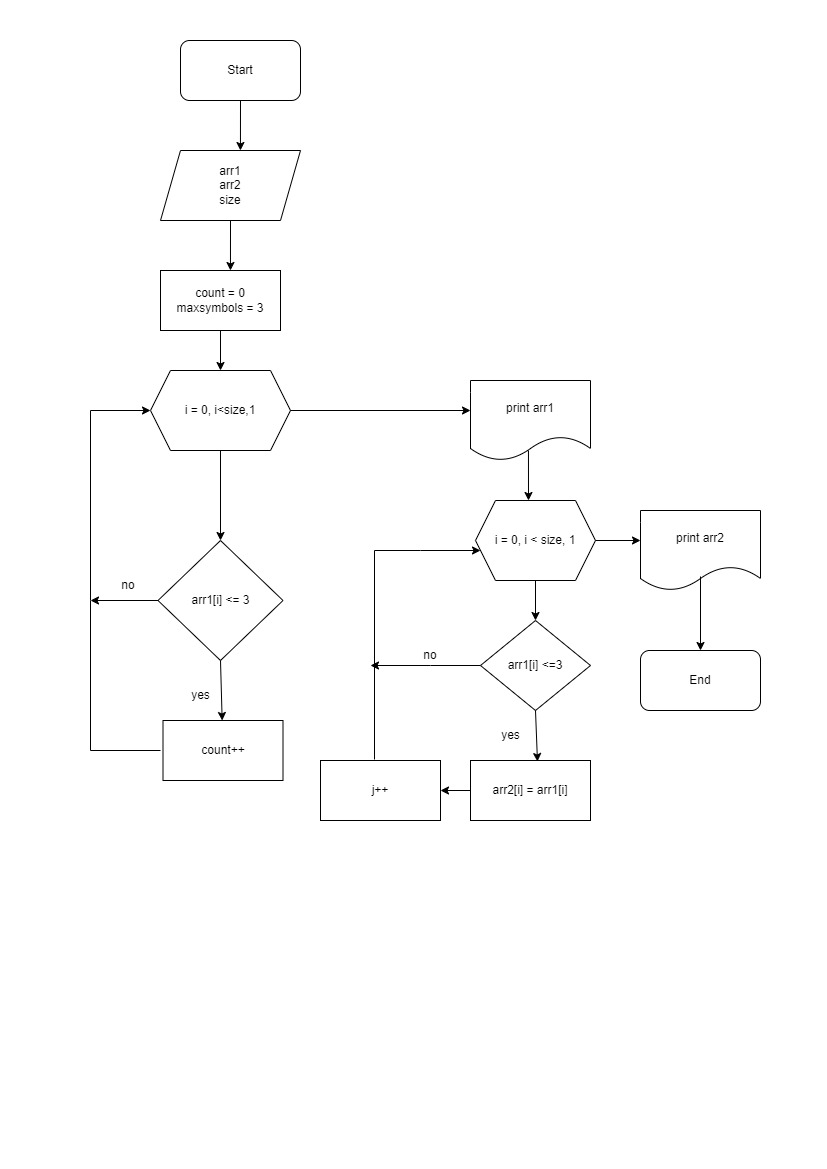 Start
arr1
arr2
size
count = 0
maxsymbols = 3
i = 0, i<size,1
no
arr1[i] <= 3
yes
count++
print arr1
i = 0, i < size, 1
print arr2
no
arr1[i] <=3
End
yes
j++
arr2[i] = arr1[i]